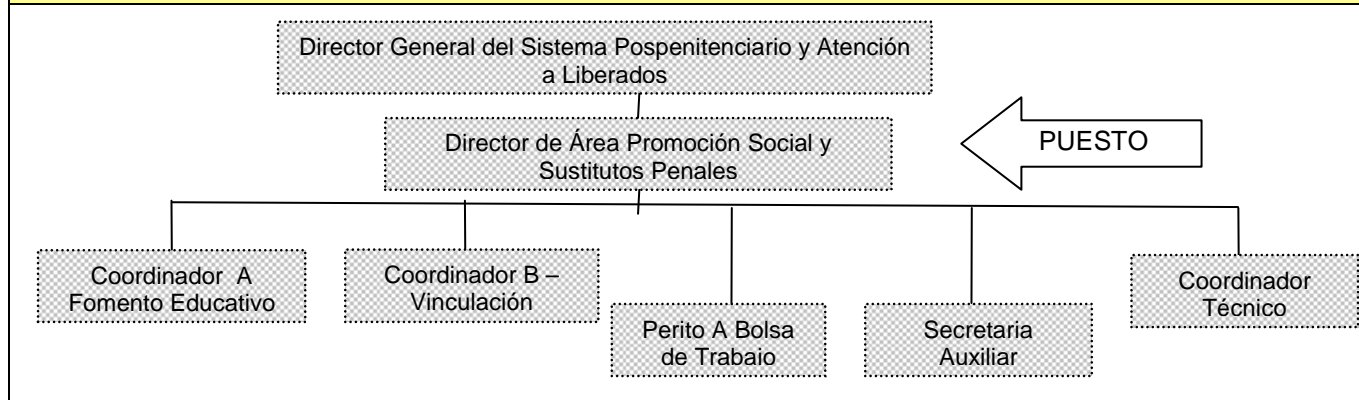 Director General del Sistema Pospenitenciario y Atención
a Liberados
Director de Área Promoción Social y
Sustitutos Penales
PUESTO
Coordinador A
Fomento Educativo
Coordinador B –
Vinculación
Perito A Bolsa
de Trabajo
Secretaria
Auxiliar
Coordinador
Técnico